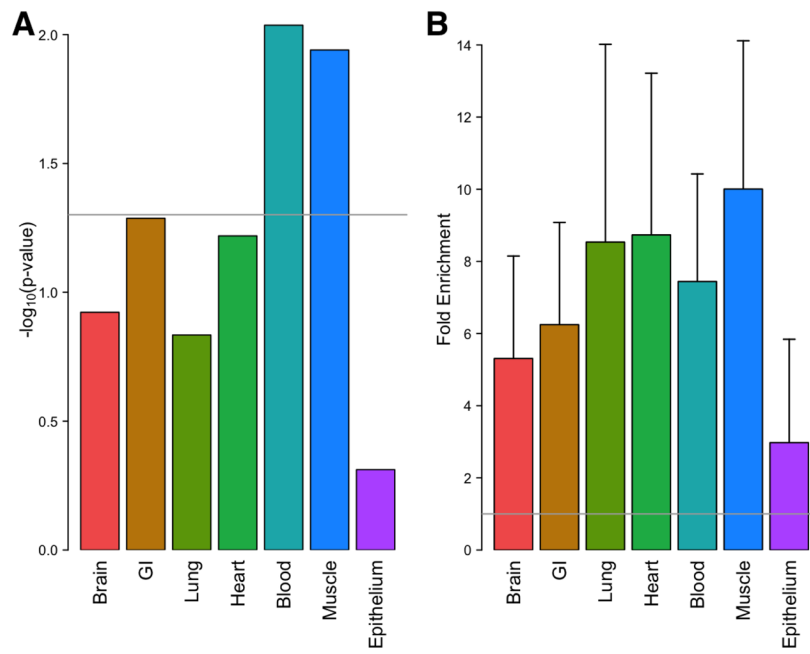 A
-log10(p-value)
2.0
1.5
1.0
0.5
0.0
Brain
GI
Lung
Heart
Blood
Muscle
Epithelium
B
Fold Enrichment
14
12
10
8
6
4
2
0
Brain
GI
Lung
Heart
Blood
Muscle
Epithelium